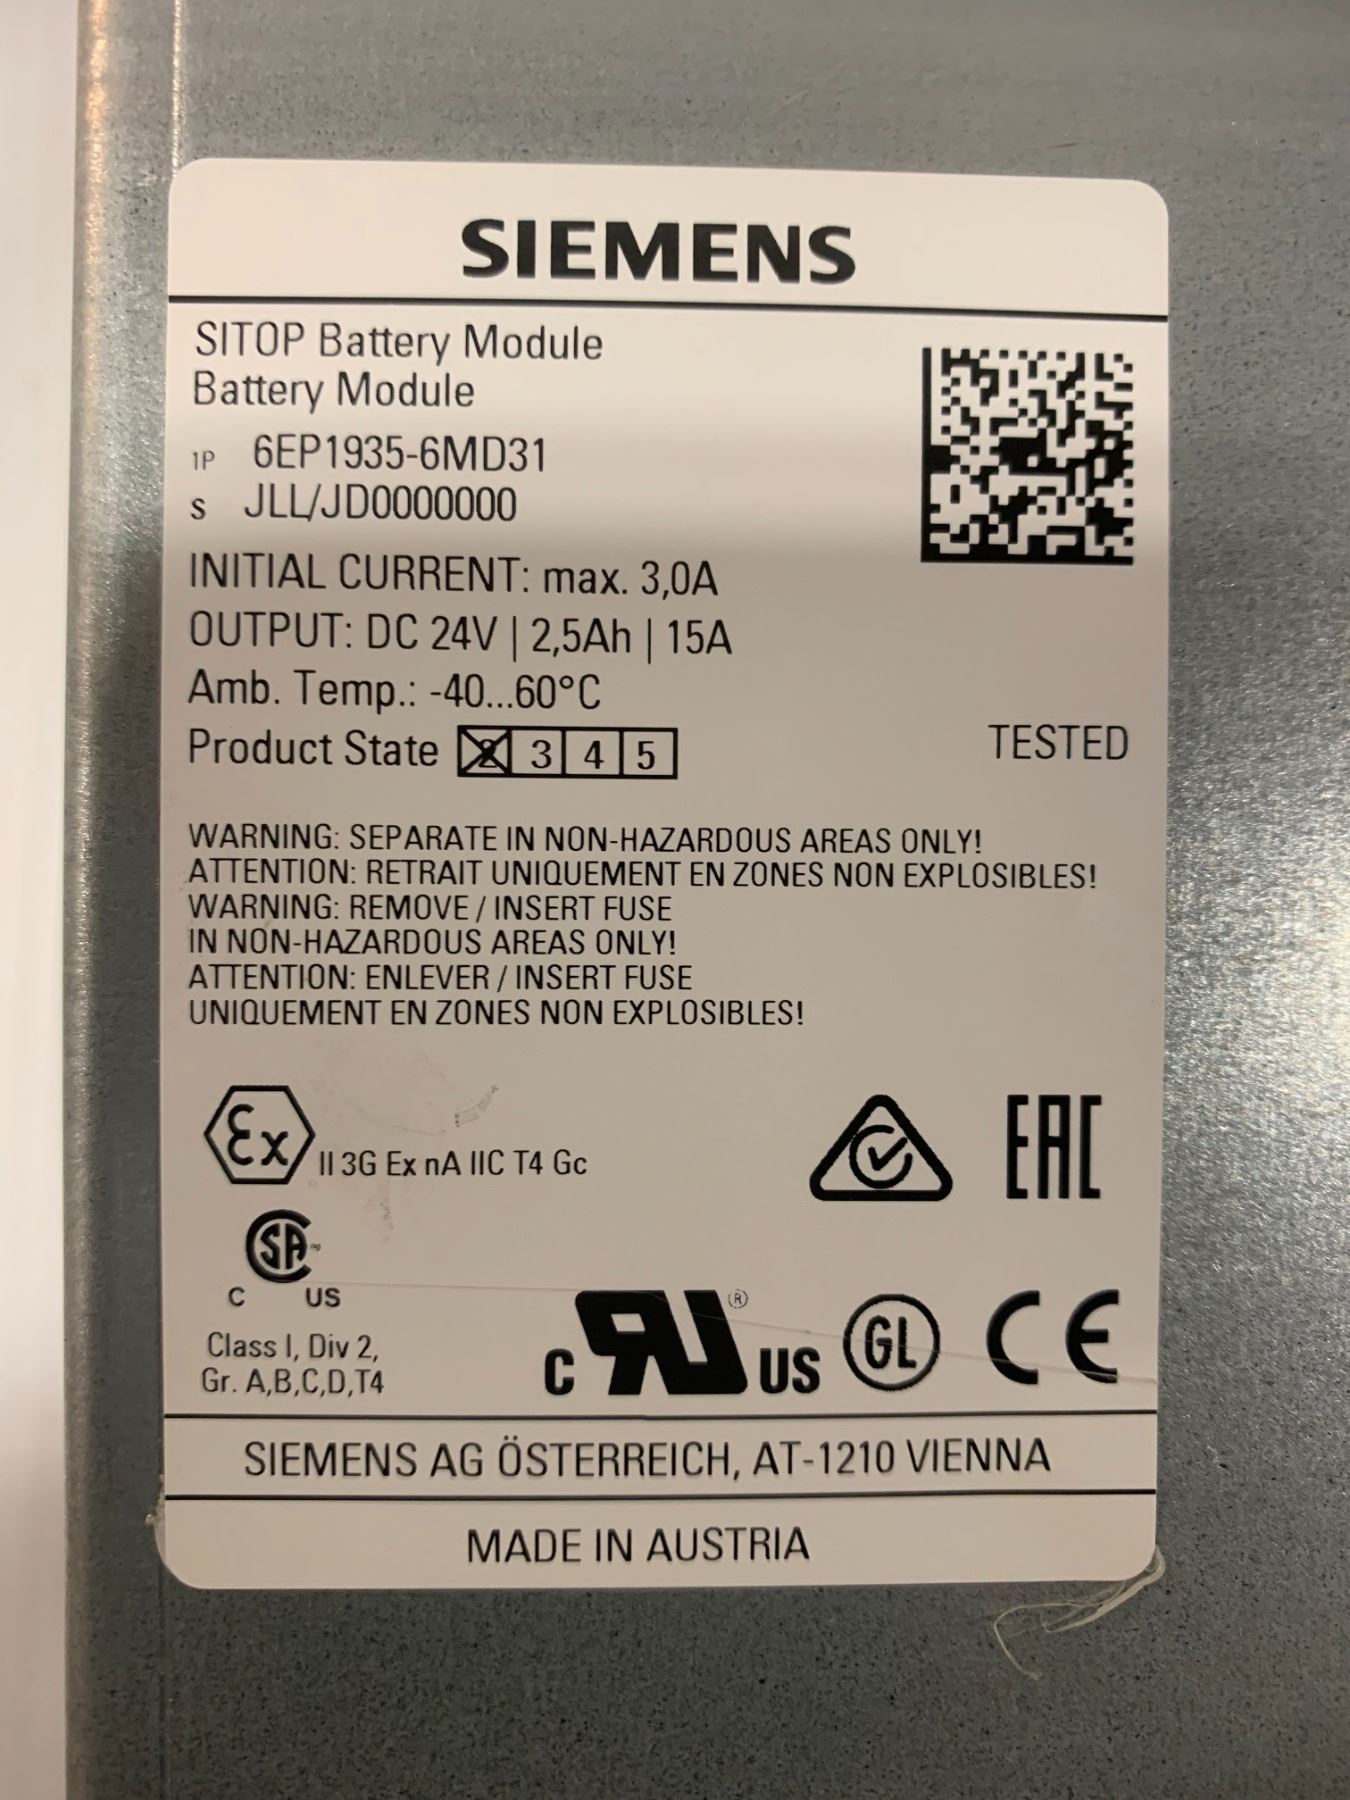 SIEMENS
SITOP Battery Module
Battery Module
1P 6EP1935-6MD31
S JLL/JD0000000
INITIAL CURRENT: max. 3,0A
OUTPUT: DC 24V | 2,5Ah | 15A
Amb. Temp.: -40...60°C
Product State 2 3 4 5
TESTED
WARNING: SEPARATE IN NON-HAZARDOUS AREAS ONLY!
ATTENTION: RETRAIT UNIQUEMENT EN ZONES NON EXPLOSIBLES!
WARNING: REMOVE / INSERT FUSE
IN NON-HAZARDOUS AREAS ONLY!
ATTENTION: ENLEVER / INSERT FUSE
UNIQUEMENT EN ZONES NON EXPLOSIBLES!
Ex II 3G Ex nA IIC T4 Gc
EAC
SA
C US
Class I, Div 2,
Gr. A,B,C,D,T4
C RU ® US GL CE
SIEMENS AG ÖSTERREICH, AT-1210 VIENNA
MADE IN AUSTRIA